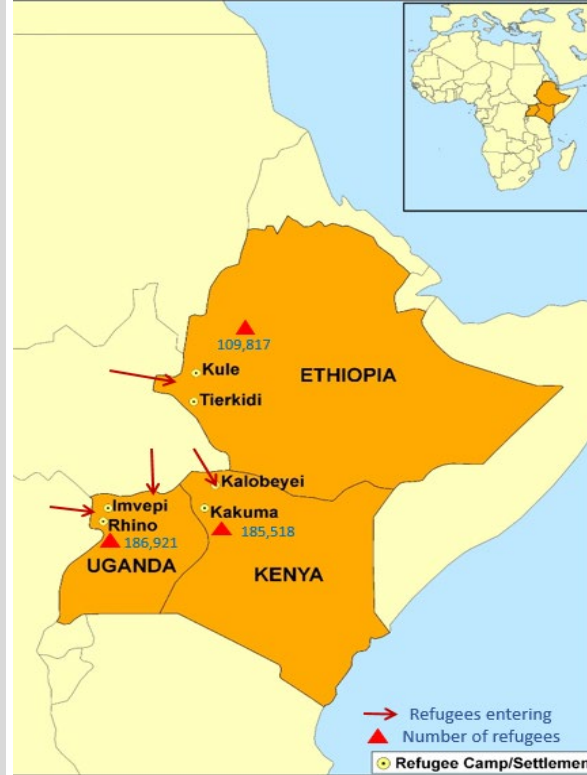 109,817
Kule
ETHIOPIA
Tierkidi
Kalobeyei
Imvepi
Kakuma
Rhino
186,921
185,518
UGANDA
KENYA
Refugees entering
Number of refugees
Refugee Camp/Settlemen